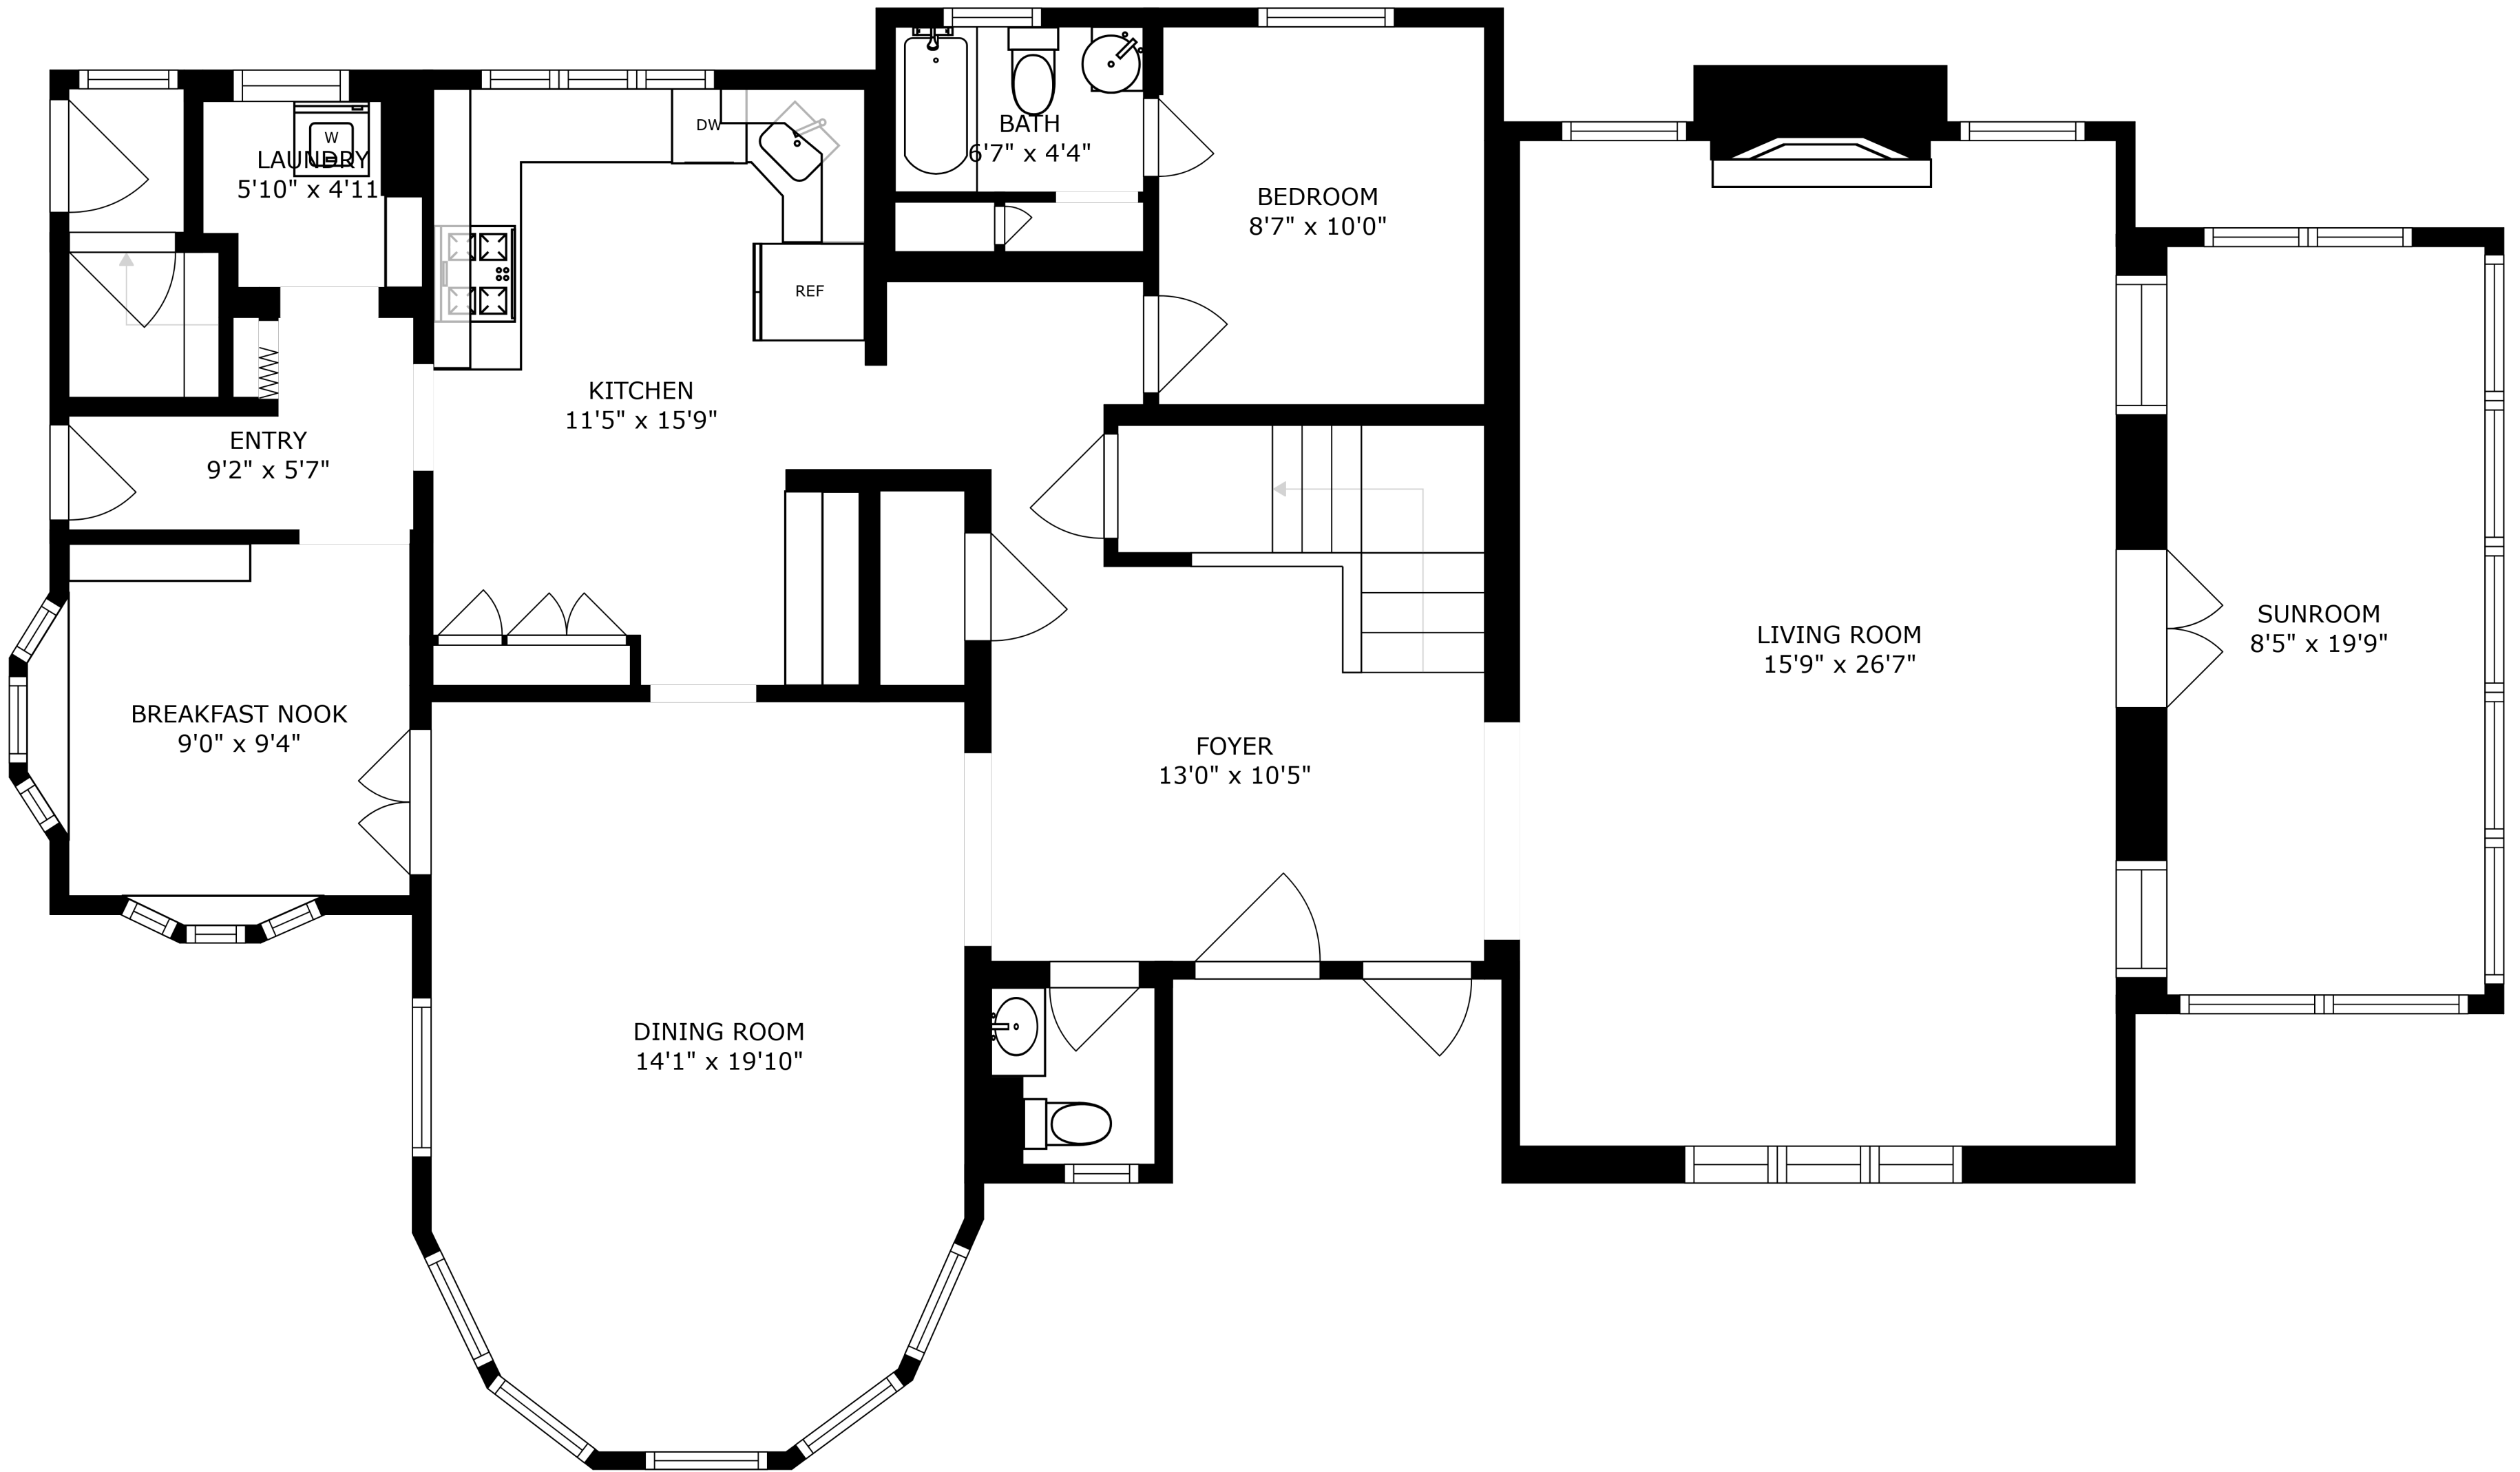 BATH
6'7" x 4'4"
DW
W
LAUNDRY
5'10" x 4'11
BEDROOM
8'7" x 10'0"
REF
KITCHEN
11'5" x 15'9"
ENTRY
9'2" x 5'7"
SUNROOM
8'5" x 19'9"
LIVING ROOM
15'9" x 26'7"
BREAKFAST NOOK
9'0" x 9'4"
FOYER
13'0" x 10'5"
DINING ROOM
14'1" x 19'10"